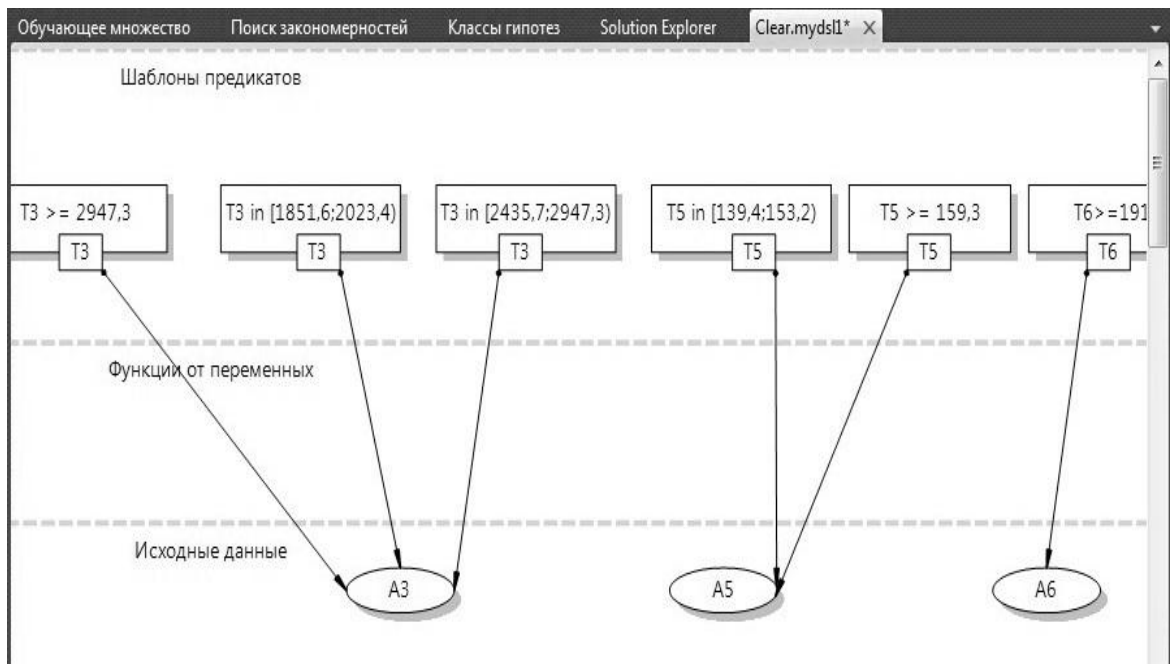 Обучающее множество Поиск закономерностей Классы гипотез Solution Explorer Clear.mydsl1* X
Шаблоны предикатов
T3 >= 2947,3 T3 in [1851,6;2023,4) T3 in [2435,7;2947,3) T5 in [139,4;153,2) T5 >= 159,3 T6>=191
T3 T3 T3 T5 T5 T6
Функции от переменных
Исходные данные
A3 A5 A6